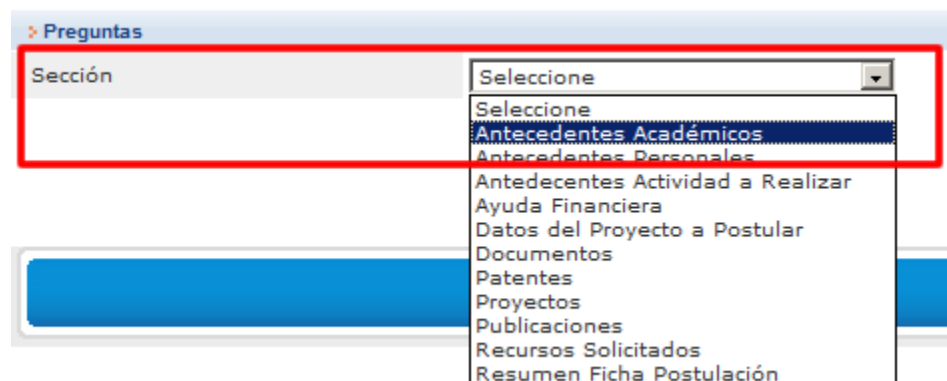 Preguntas
Sección
Seleccione
Seleccione
Antecedentes Académicos
Antecedentes Personales
Antedecentes Actividad a Realizar
Ayuda Financiera
Datos del Proyecto a Postular
Documentos
Patentes
Proyectos
Publicaciones
Recursos Solicitados
Resumen Ficha Postulación